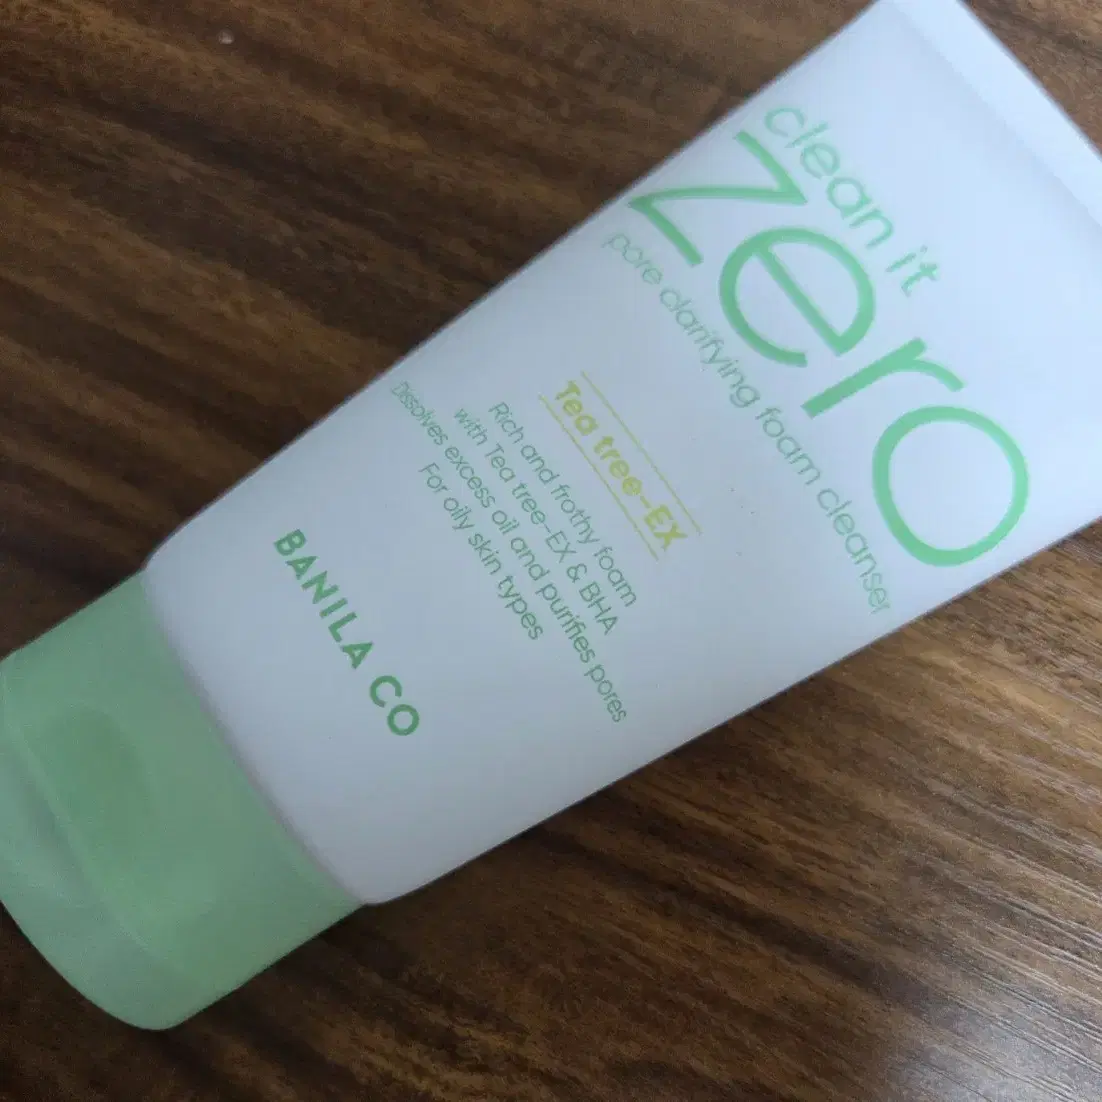 clean it
zero
pore clarifying foam cleanser
Tea tree-EX
Rich and frothy foam
with Tea tree-EX & BHA
Dissolves excess oil and purifies pores
For oily skin types
BANILA CO